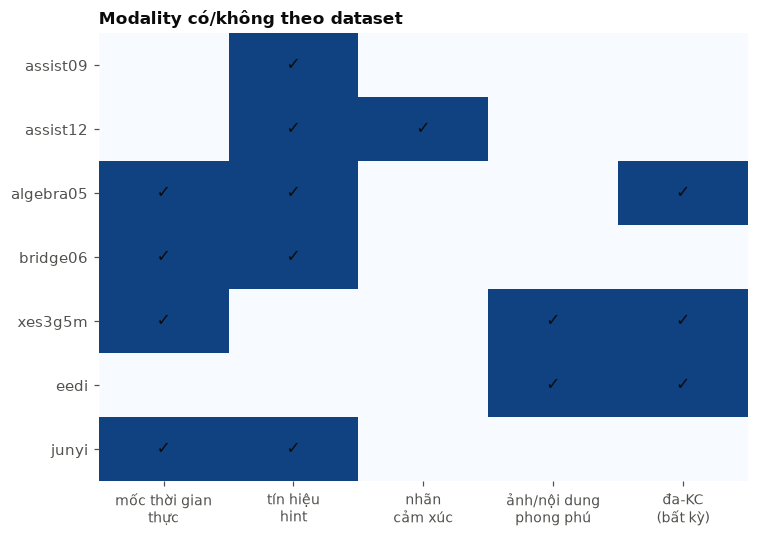 Modality có/không theo dataset
assist09 ✓
assist12 ✓ ✓
algebra05 ✓ ✓ ✓
bridge06 ✓ ✓
xes3g5m ✓ ✓ ✓
eedi ✓ ✓
junyi ✓ ✓
mốc thời gian
thực
tín hiệu
hint
nhãn
cảm xúc
ảnh/nội dung
phong phú
đa-KC
(bất kỳ)